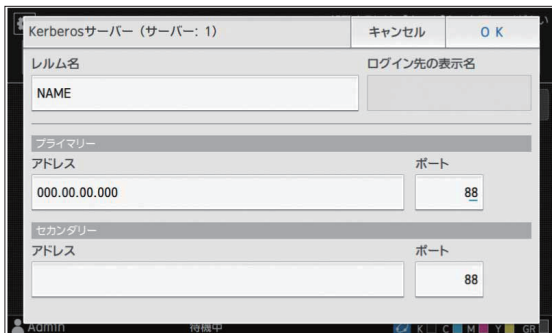 Kerberosサーバー（サーバー: 1） キャンセル OK
レルム名 ログイン先の表示名
NAME
プライマリー
アドレス ポート
000.00.00.000 88
セカンダリー
アドレス ポート
88
Admin 待機中 K C M Y GR